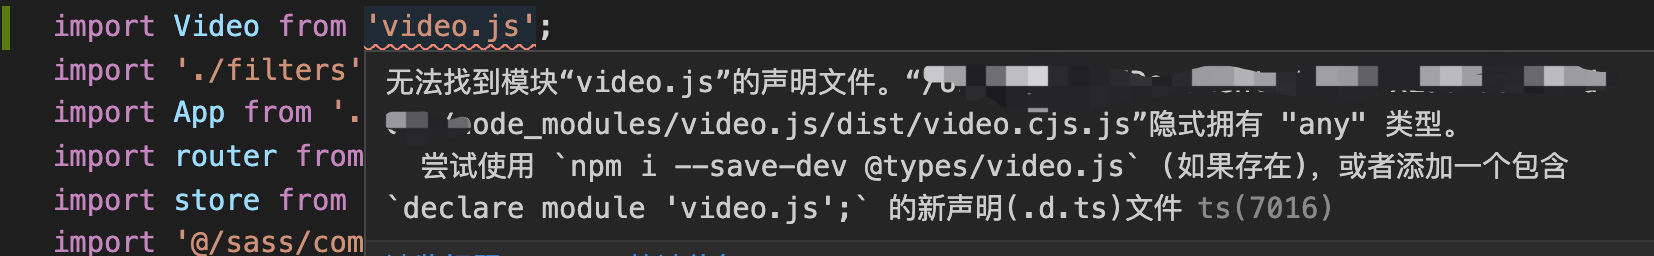 import Video from 'video.js';
import './filters'
import App from '.
import router from
import store from
import '@/sass/com
无法找到模块“video.js”的声明文件。“/
node_modules/video.js/dist/video.cjs.js”隐式拥有 "any" 类型。
尝试使用 `npm i --save-dev @types/video.js` (如果存在)，或者添加一个包含
`declare module 'video.js';` 的新声明(.d.ts)文件 ts(7016)